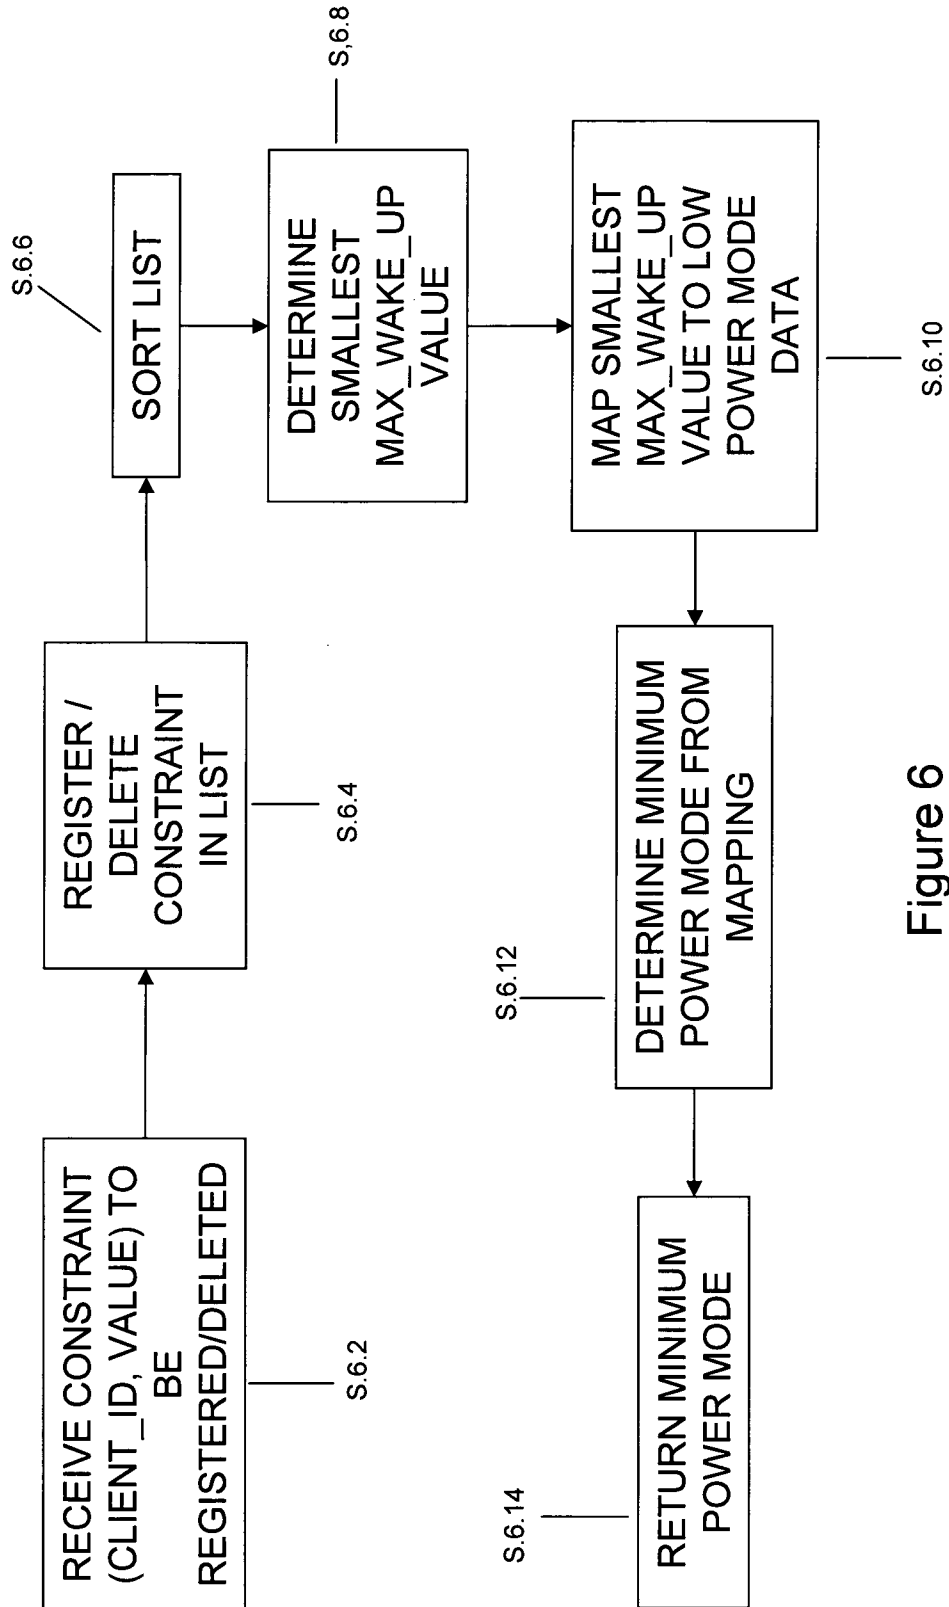 RECEIVE CONSTRAINT
(CLIENT_ID, VALUE) TO
BE
REGISTERED/DELETED
S.6.2
REGISTER /
DELETE
CONSTRAINT
IN LIST
S.6.4
S.6.6
SORT LIST
DETERMINE
SMALLEST
MAX_WAKE_UP
VALUE
S,6.8
MAP SMALLEST
MAX_WAKE_UP
VALUE TO LOW
POWER MODE
DATA
S.6.10
S.6.12
DETERMINE MINIMUM
POWER MODE FROM
MAPPING
S.6.14
RETURN MINIMUM
POWER MODE
Figure 6